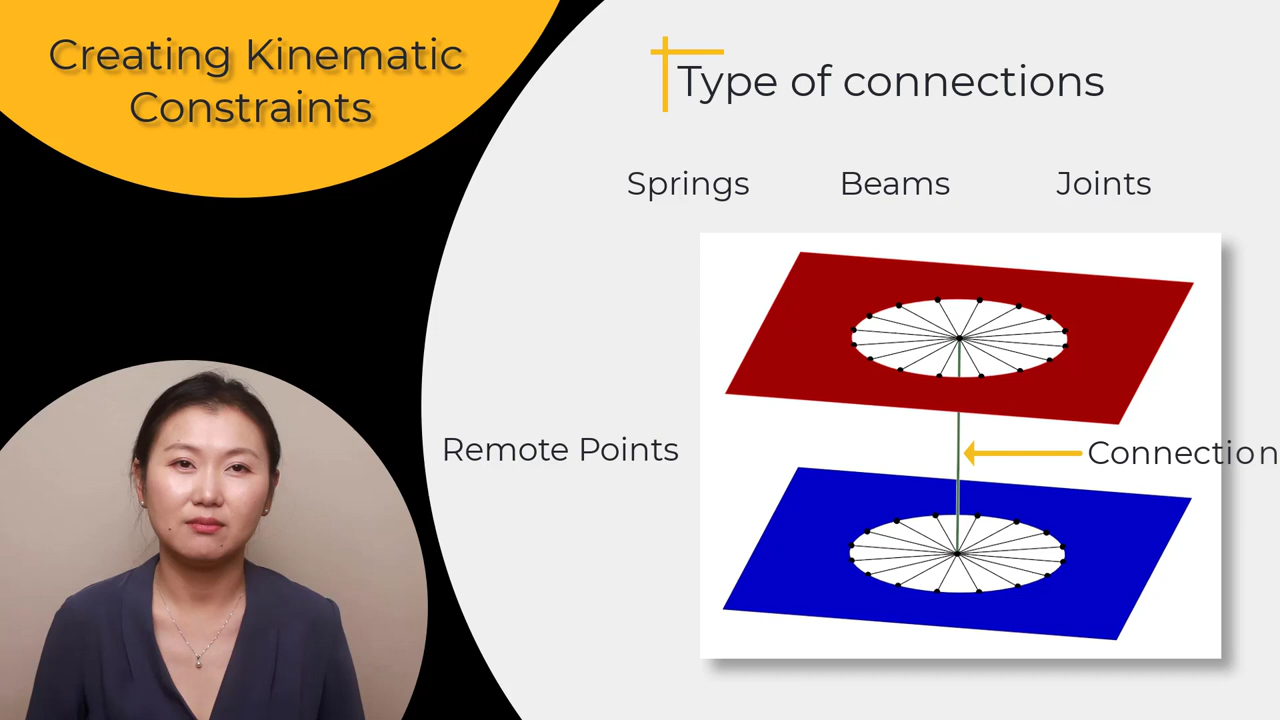 Creating Kinematic
Constraints
Type of connections
Springs
Beams
Joints
Remote Points
Connection